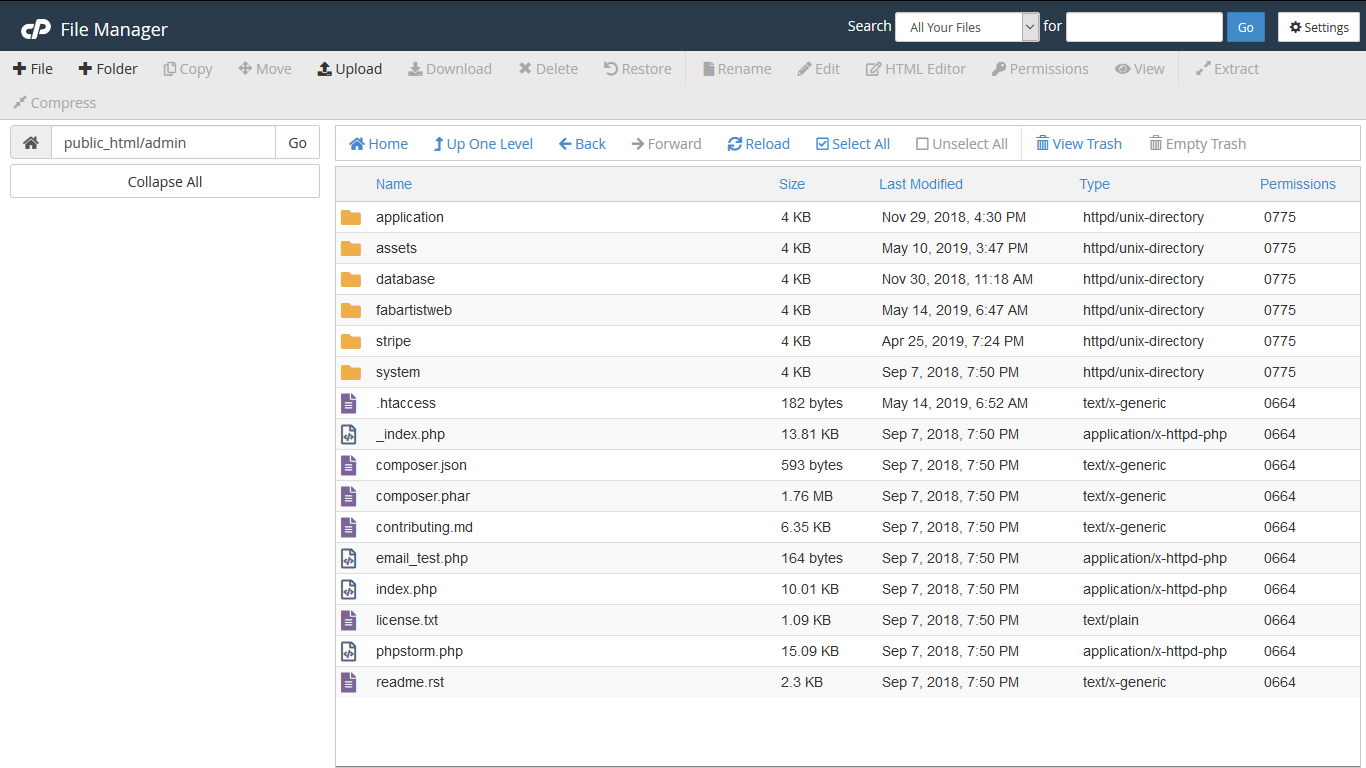 cP File Manager Search All Your Files for Go Settings
File Folder Copy Move Upload Download Delete Restore Rename Edit HTML Editor Permissions View Extract
Compress
public_html/admin Go Home Up One Level Back Forward Reload Select All Unselect All View Trash Empty Trash
Collapse All
Name Size Last Modified Type Permissions
application 4 KB Nov 29, 2018, 4:30 PM httpd/unix-directory 0775
assets 4 KB May 10, 2019, 3:47 PM httpd/unix-directory 0775
database 4 KB Nov 30, 2018, 11:18 AM httpd/unix-directory 0775
fabartistweb 4 KB May 14, 2019, 6:47 AM httpd/unix-directory 0775
stripe 4 KB Apr 25, 2019, 7:24 PM httpd/unix-directory 0775
system 4 KB Sep 7, 2018, 7:50 PM httpd/unix-directory 0775
.htaccess 182 bytes May 14, 2019, 6:52 AM text/x-generic 0664
_index.php 13.81 KB Sep 7, 2018, 7:50 PM application/x-httpd-php 0664
composer.json 593 bytes Sep 7, 2018, 7:50 PM text/x-generic 0664
composer.phar 1.76 MB Sep 7, 2018, 7:50 PM text/x-generic 0664
contributing.md 6.35 KB Sep 7, 2018, 7:50 PM text/x-generic 0664
email_test.php 164 bytes Sep 7, 2018, 7:50 PM application/x-httpd-php 0664
index.php 10.01 KB Sep 7, 2018, 7:50 PM application/x-httpd-php 0664
license.txt 1.09 KB Sep 7, 2018, 7:50 PM text/plain 0664
phpstorm.php 15.09 KB Sep 7, 2018, 7:50 PM application/x-httpd-php 0664
readme.rst 2.3 KB Sep 7, 2018, 7:50 PM text/x-generic 0664